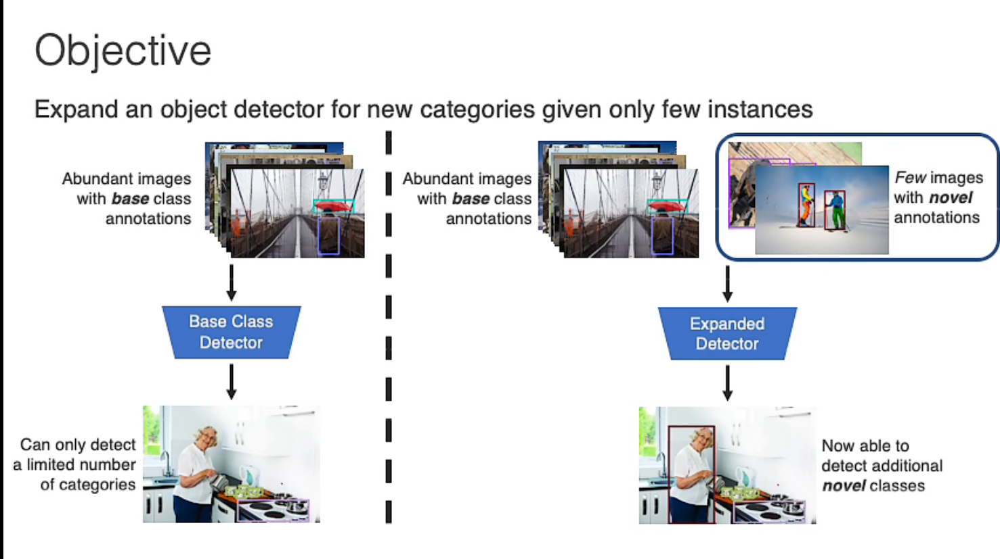 Objective
Expand an object detector for new categories given only few instances
Abundant images
with base class
annotations
Base Class
Detector
Can only detect
a limited number
of categories
Abundant images
with base class
annotations
Few images
with novel
annotations
Expanded
Detector
Now able to
detect additional
novel classes